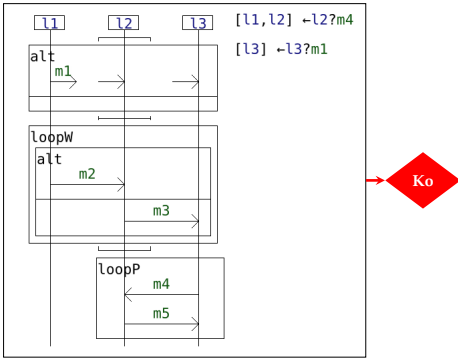 l1 l2 l3 [l1,l2] ←l2?m4
[l3] ←l3?m1
alt
m1
loopW
alt
m2
m3
Ko
loopP
m4
m5